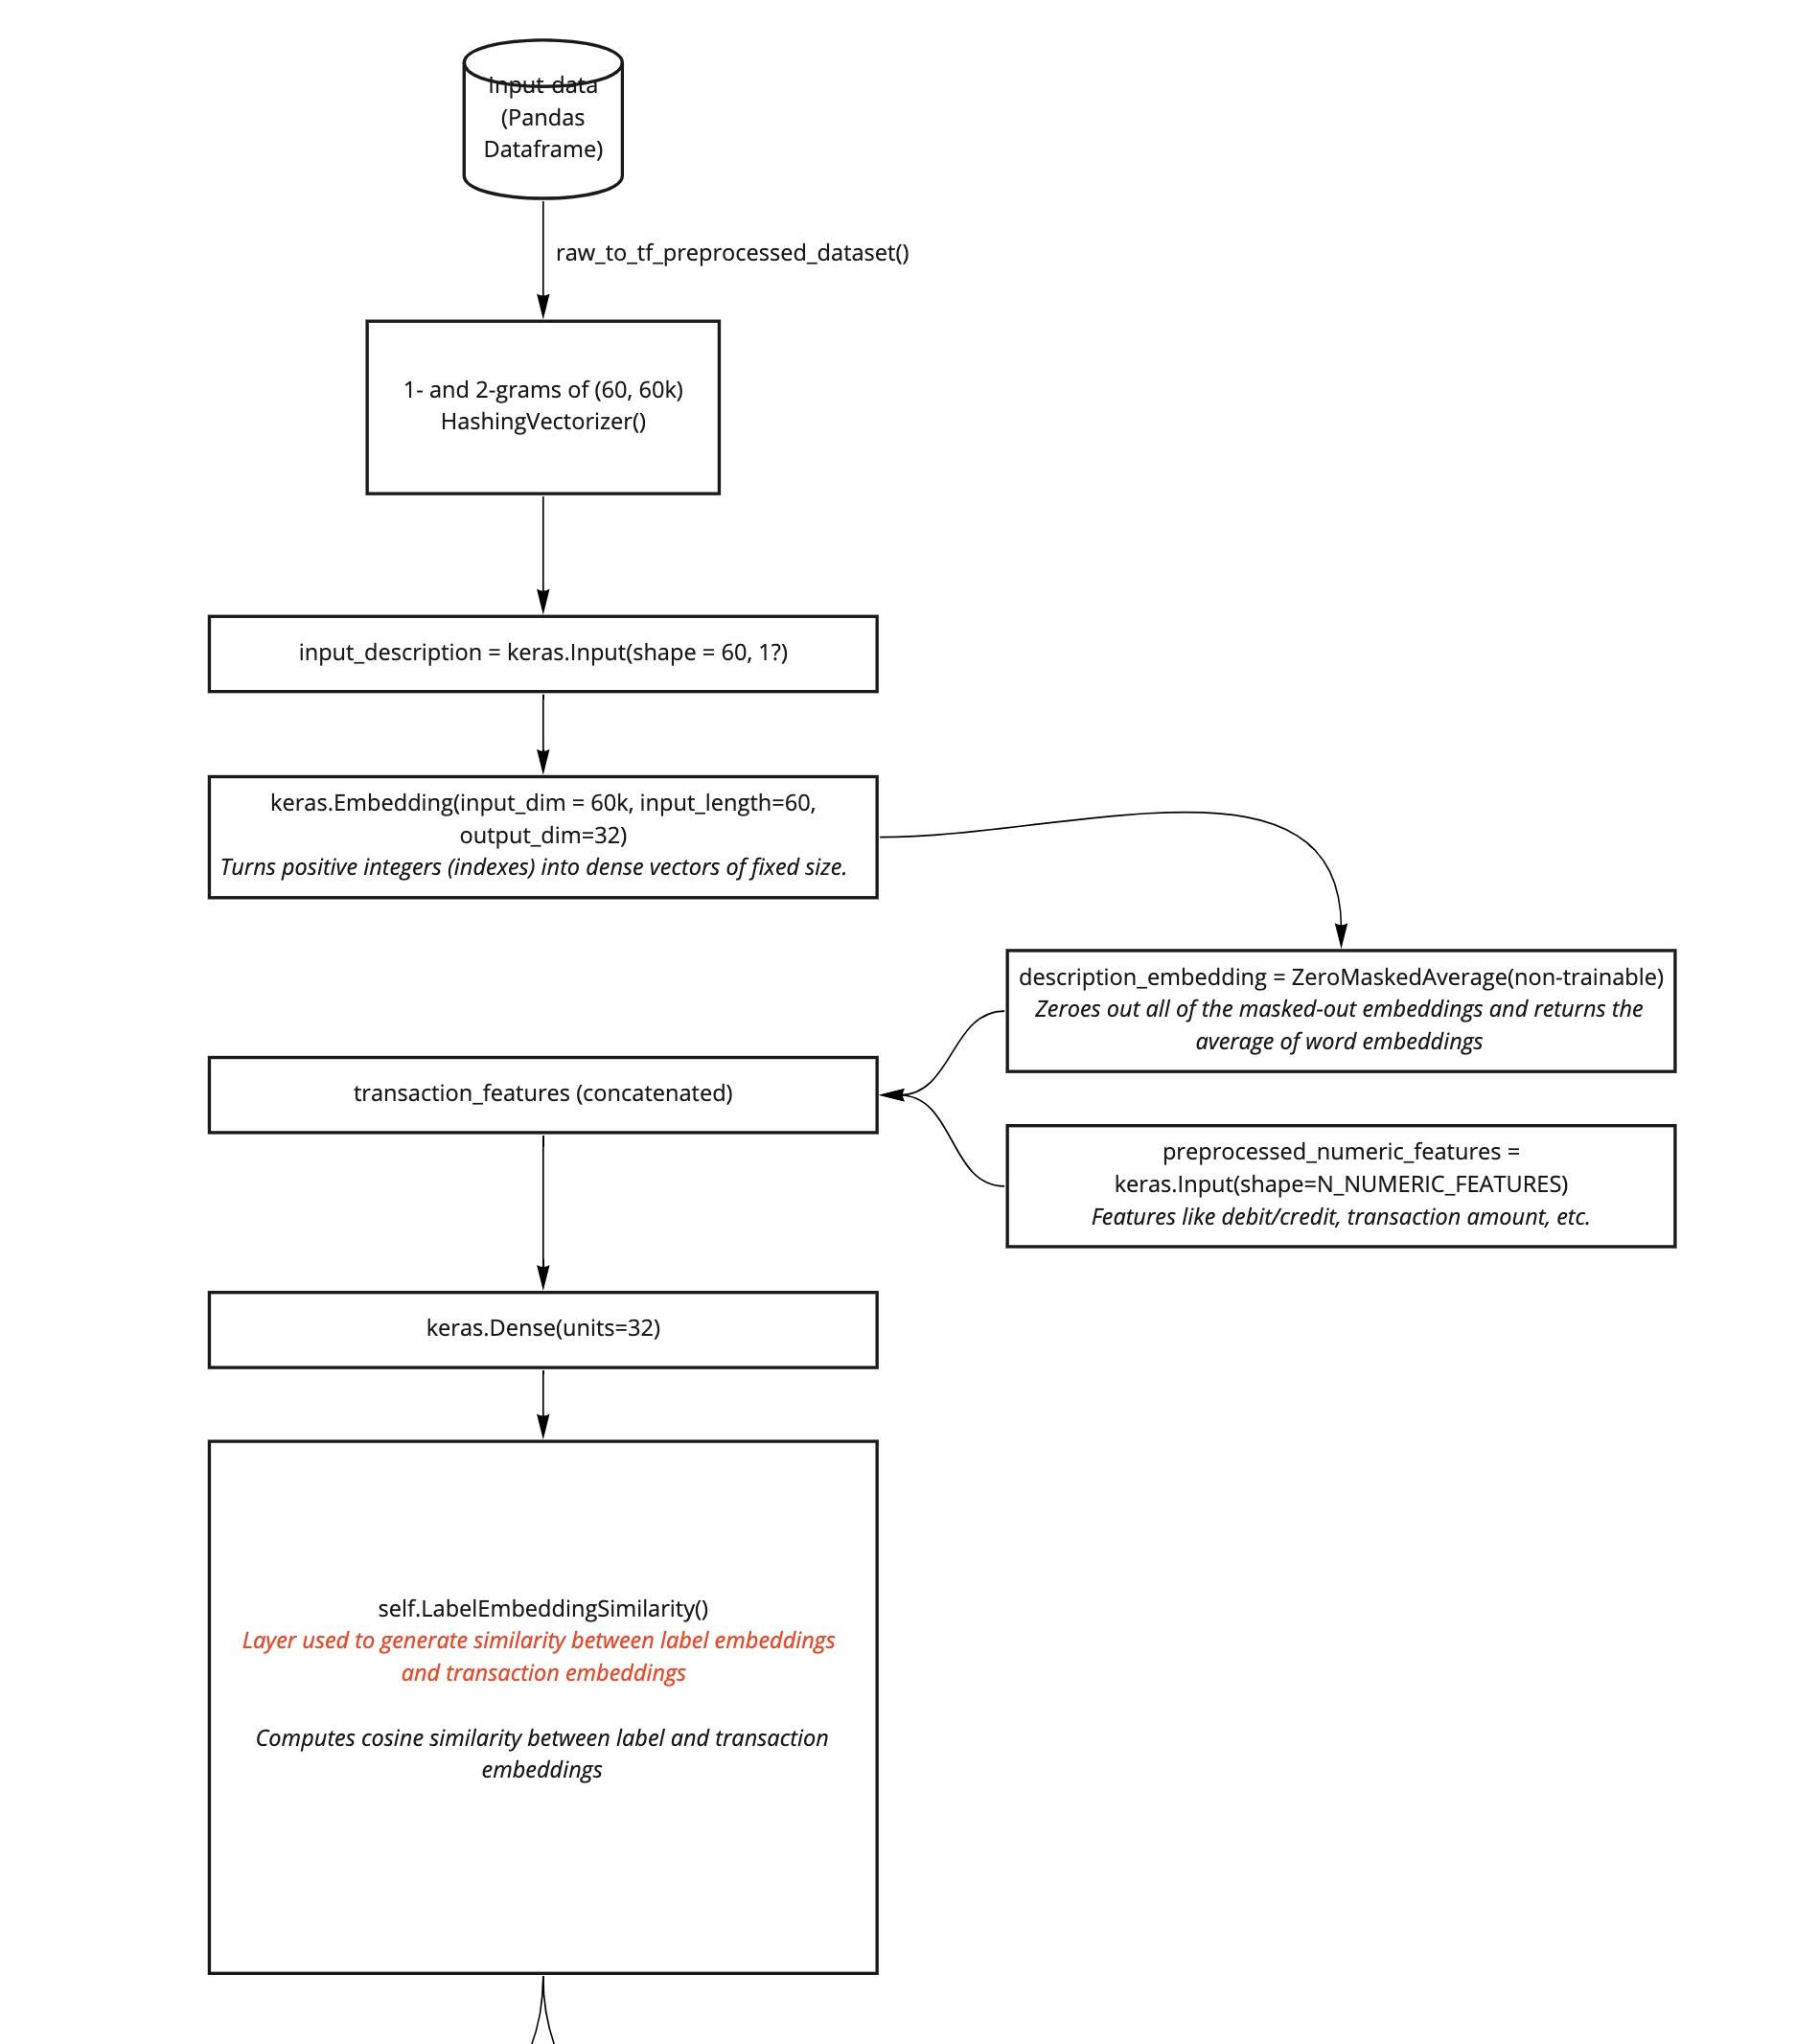 Input data
(Pandas
Dataframe)
raw_to_tf_preprocessed_dataset()
1- and 2-grams of (60, 60k)
HashingVectorizer()
input_description = keras.Input(shape = 60, 1?)
keras.Embedding(input_dim = 60k, input_length=60,
output_dim=32)
Turns positive integers (indexes) into dense vectors of fixed size.
description_embedding = ZeroMaskedAverage(non-trainable)
Zeroes out all of the masked-out embeddings and returns the
average of word embeddings
transaction_features (concatenated)
preprocessed_numeric_features =
keras.Input(shape=N_NUMERIC_FEATURES)
Features like debit/credit, transaction amount, etc.
keras.Dense(units=32)
self.LabelEmbeddingSimilarity()
Layer used to generate similarity between label embeddings
and transaction embeddings
Computes cosine similarity between label and transaction
embeddings